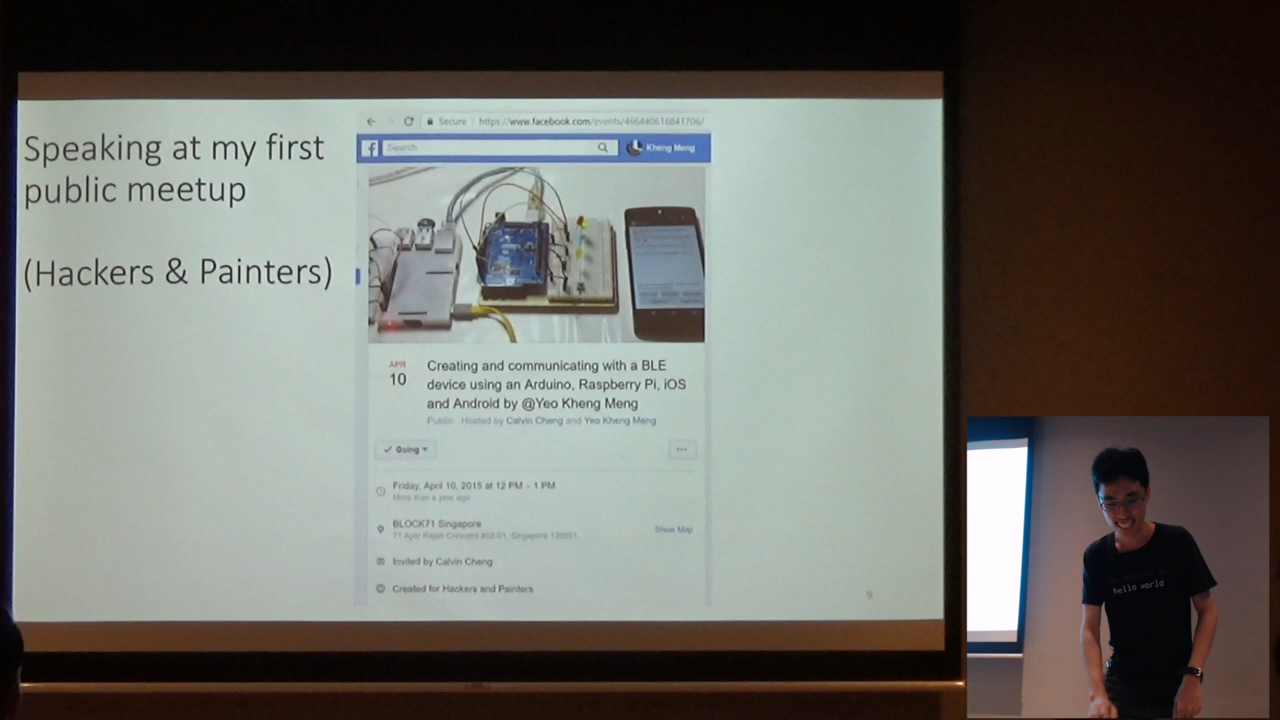 Speaking at my first
public meetup
(Hackers & Painters)
Secure https://www.facebook.com/events/466440616841706/
Search
Kheng Meng
APR
10
Creating and communicating with a BLE
device using an Arduino, Raspberry Pi, iOS
and Android by @Yeo Kheng Meng
Public · Hosted by Calvin Cheng and Yeo Kheng Meng
Going
Friday, April 10, 2015 at 12 PM – 1 PM
More than a year ago
BLOCK71 Singapore
Show Map
71 Ayer Rajah Crescent #02-01, Singapore 139951
Invited by Calvin Cheng
Created for Hackers and Painters
9
hello world